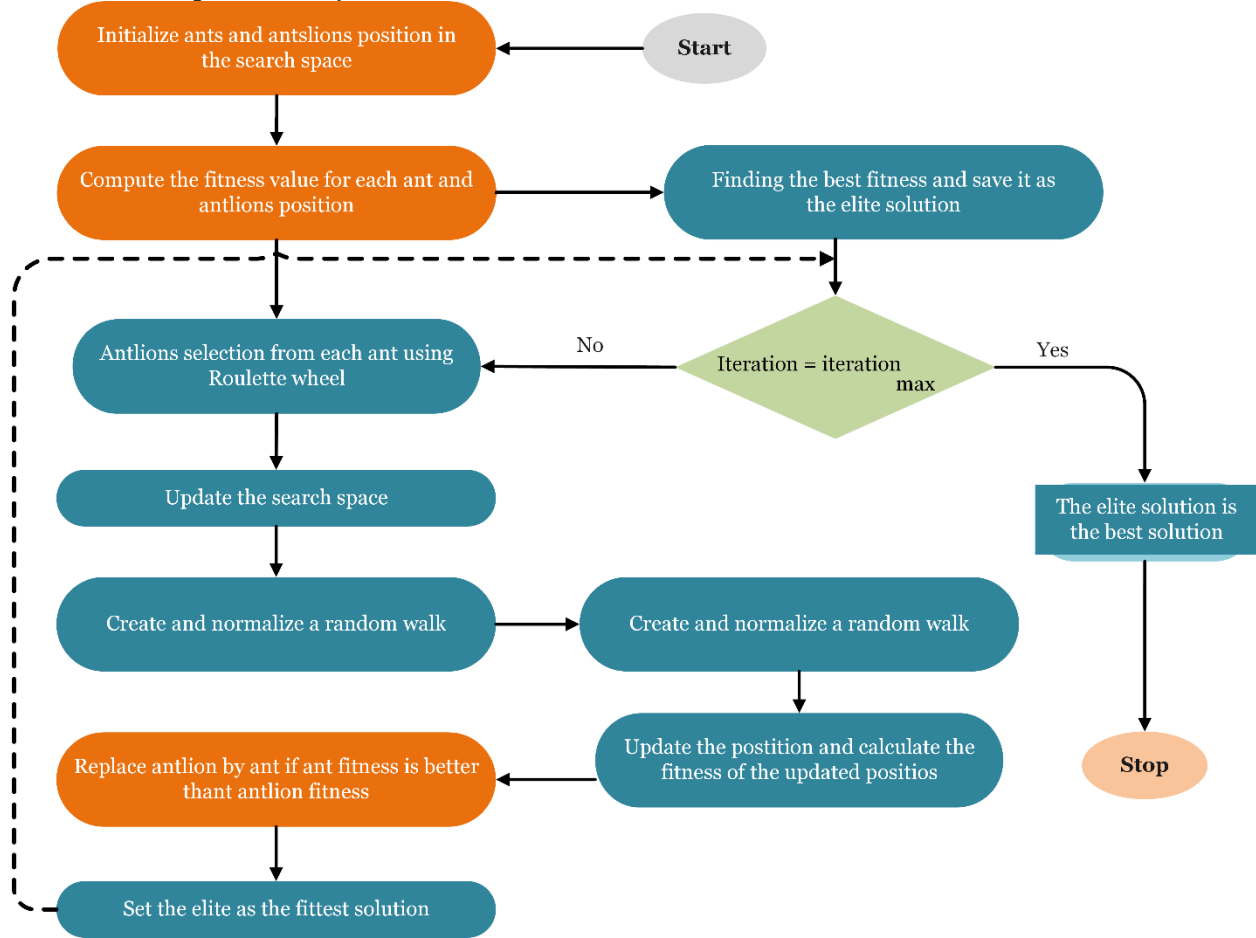 Start
Initialize ants and antslions position in
the search space
Compute the fitness value for each ant and
antlions position
Finding the best fitness and save it as
the elite solution
Iteration = iteration
max
No
Yes
Antlions selection from each ant using
Roulette wheel
Update the search space
The elite solution is
the best solution
Create and normalize a random walk
Create and normalize a random walk
Update the postition and calculate the
fitness of the updated positios
Replace antlion by ant if ant fitness is better
thant antlion fitness
Stop
Set the elite as the fittest solution